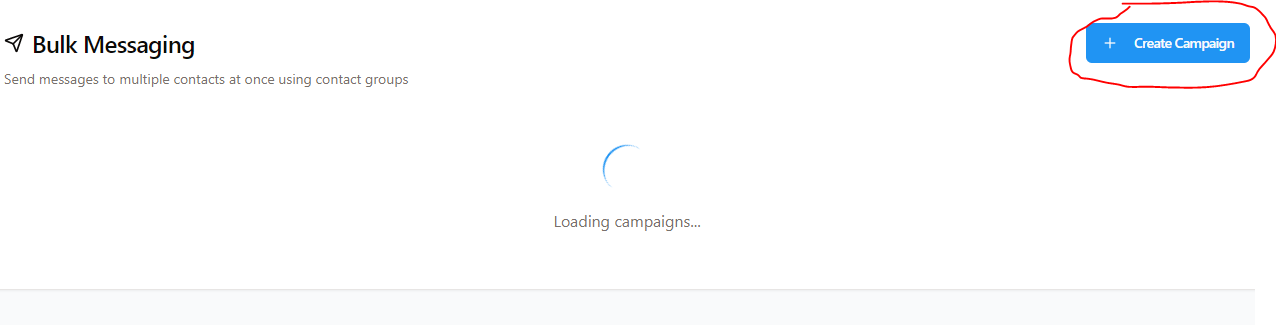 Bulk Messaging
Create Campaign
Send messages to multiple contacts at once using contact groups
Loading campaigns...